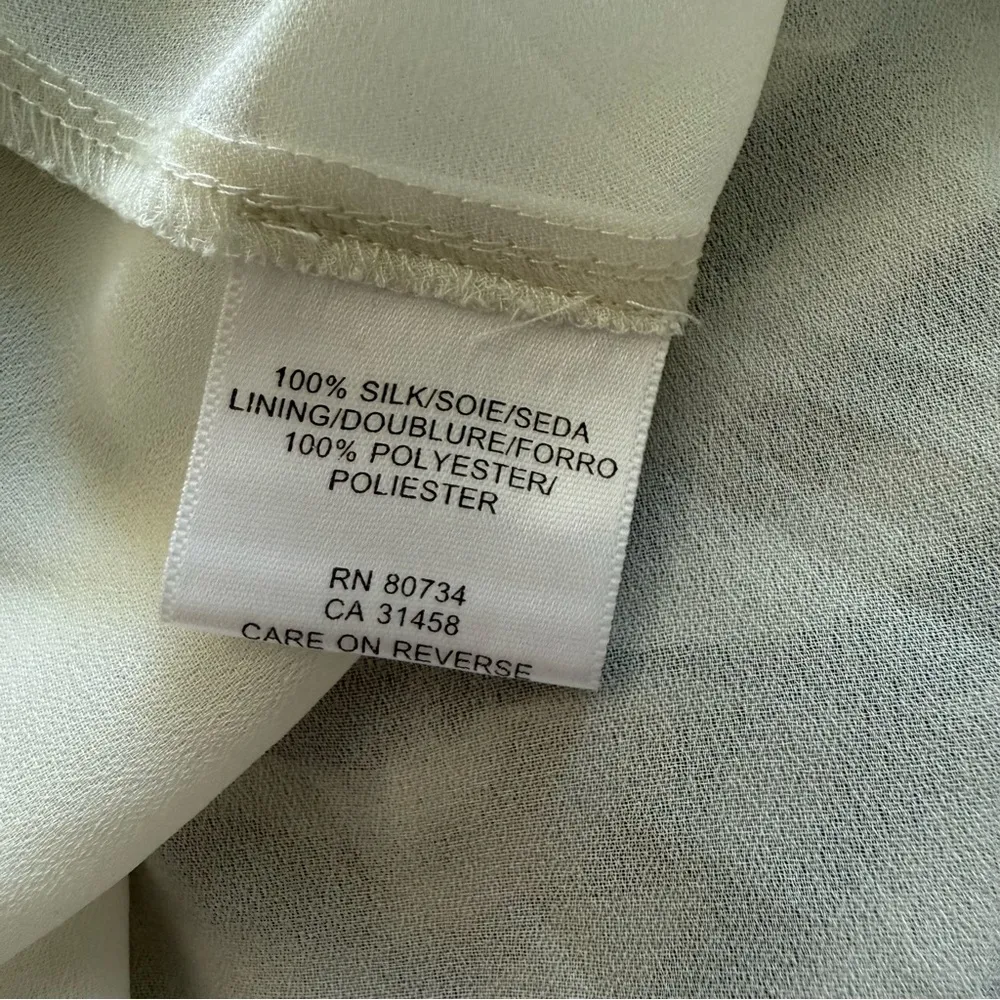 100% SILK/SOIE/SEDA
LINING/DOUBLURE/FORRO
100% POLYESTER/
POLIESTER
RN 80734
CA 31458
CARE ON REVERSE